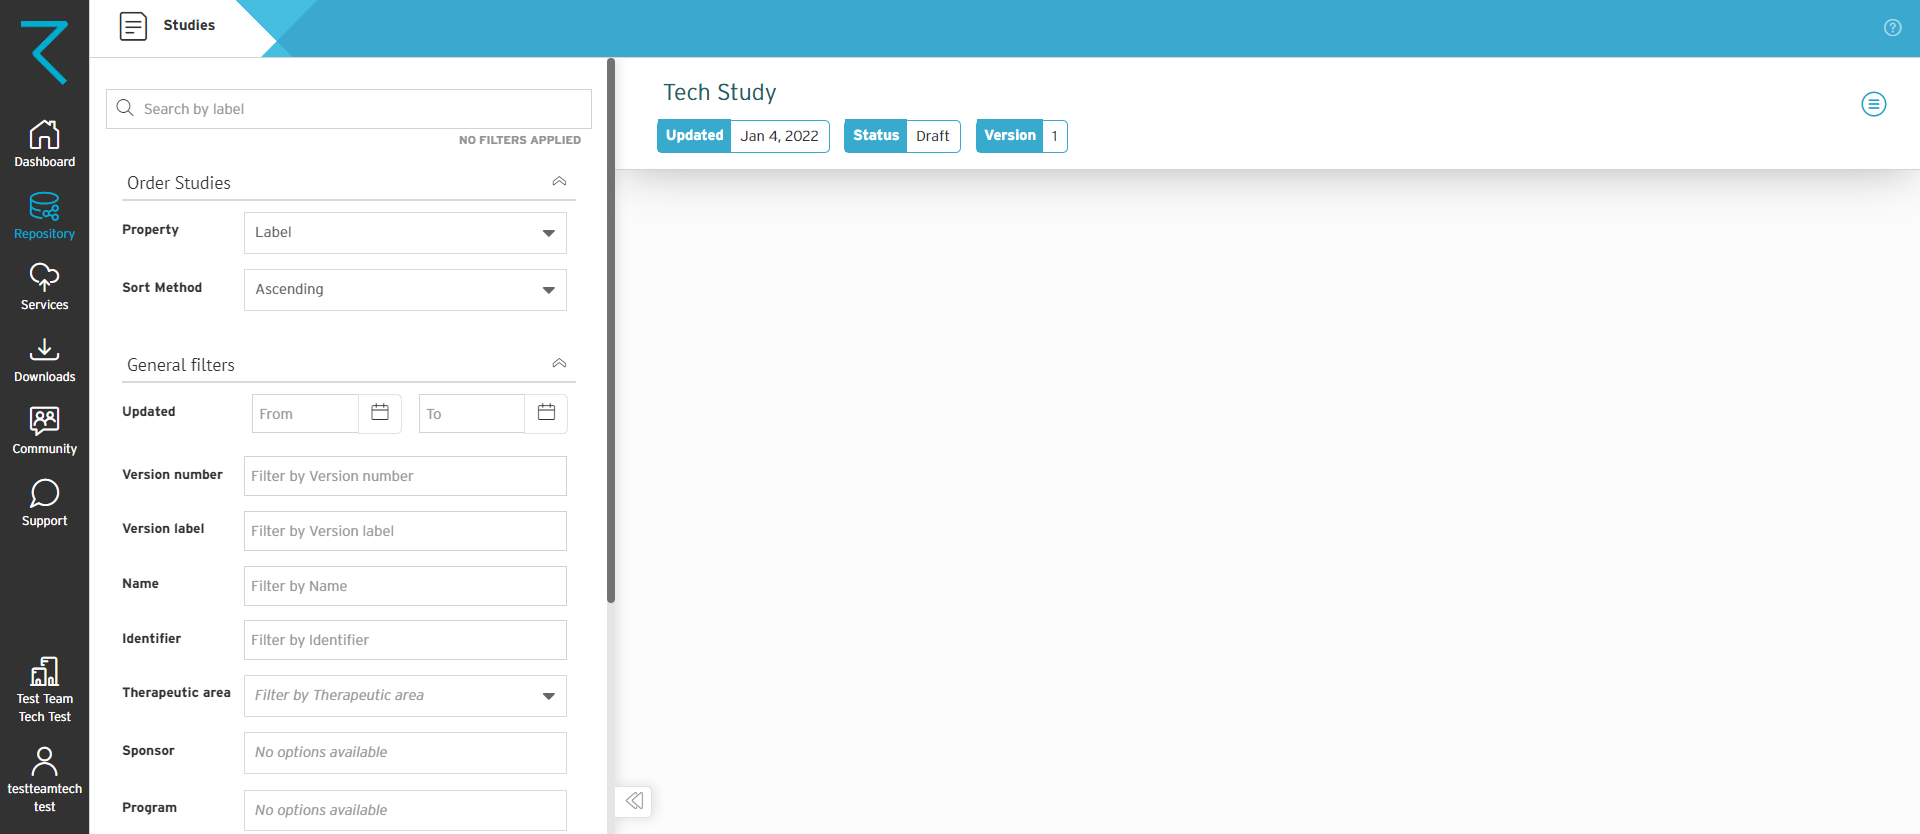 Studies
Dashboard
Repository
Services
Downloads
Community
Support
Test Team
Tech Test
testteamtech
test
Search by label
NO FILTERS APPLIED
Order Studies
Property Label
Sort Method Ascending
General filters
Updated From To
Version number Filter by Version number
Version label Filter by Version label
Name Filter by Name
Identifier Filter by Identifier
Therapeutic area Filter by Therapeutic area
Sponsor No options available
Program No options available
Tech Study
Updated Jan 4, 2022 Status Draft Version 1
?